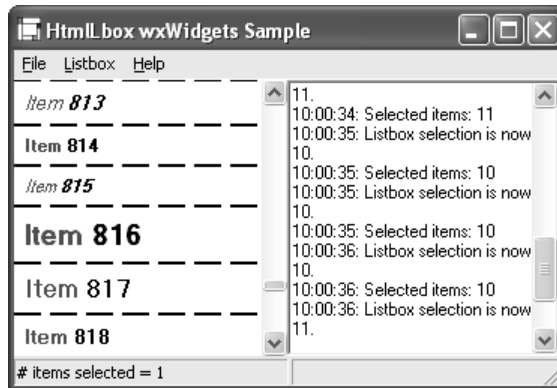 HtmlLbox wxWidgets Sample
File Listbox Help
Item 813
Item 814
Item 815
Item 816
Item 817
Item 818
11.
10:00:34: Selected items: 11
10:00:35: Listbox selection is now
10.
10:00:35: Selected items: 10
10:00:35: Listbox selection is now
10.
10:00:35: Selected items: 10
10:00:36: Listbox selection is now
10.
10:00:36: Selected items: 10
10:00:36: Listbox selection is now
11.
# items selected = 1